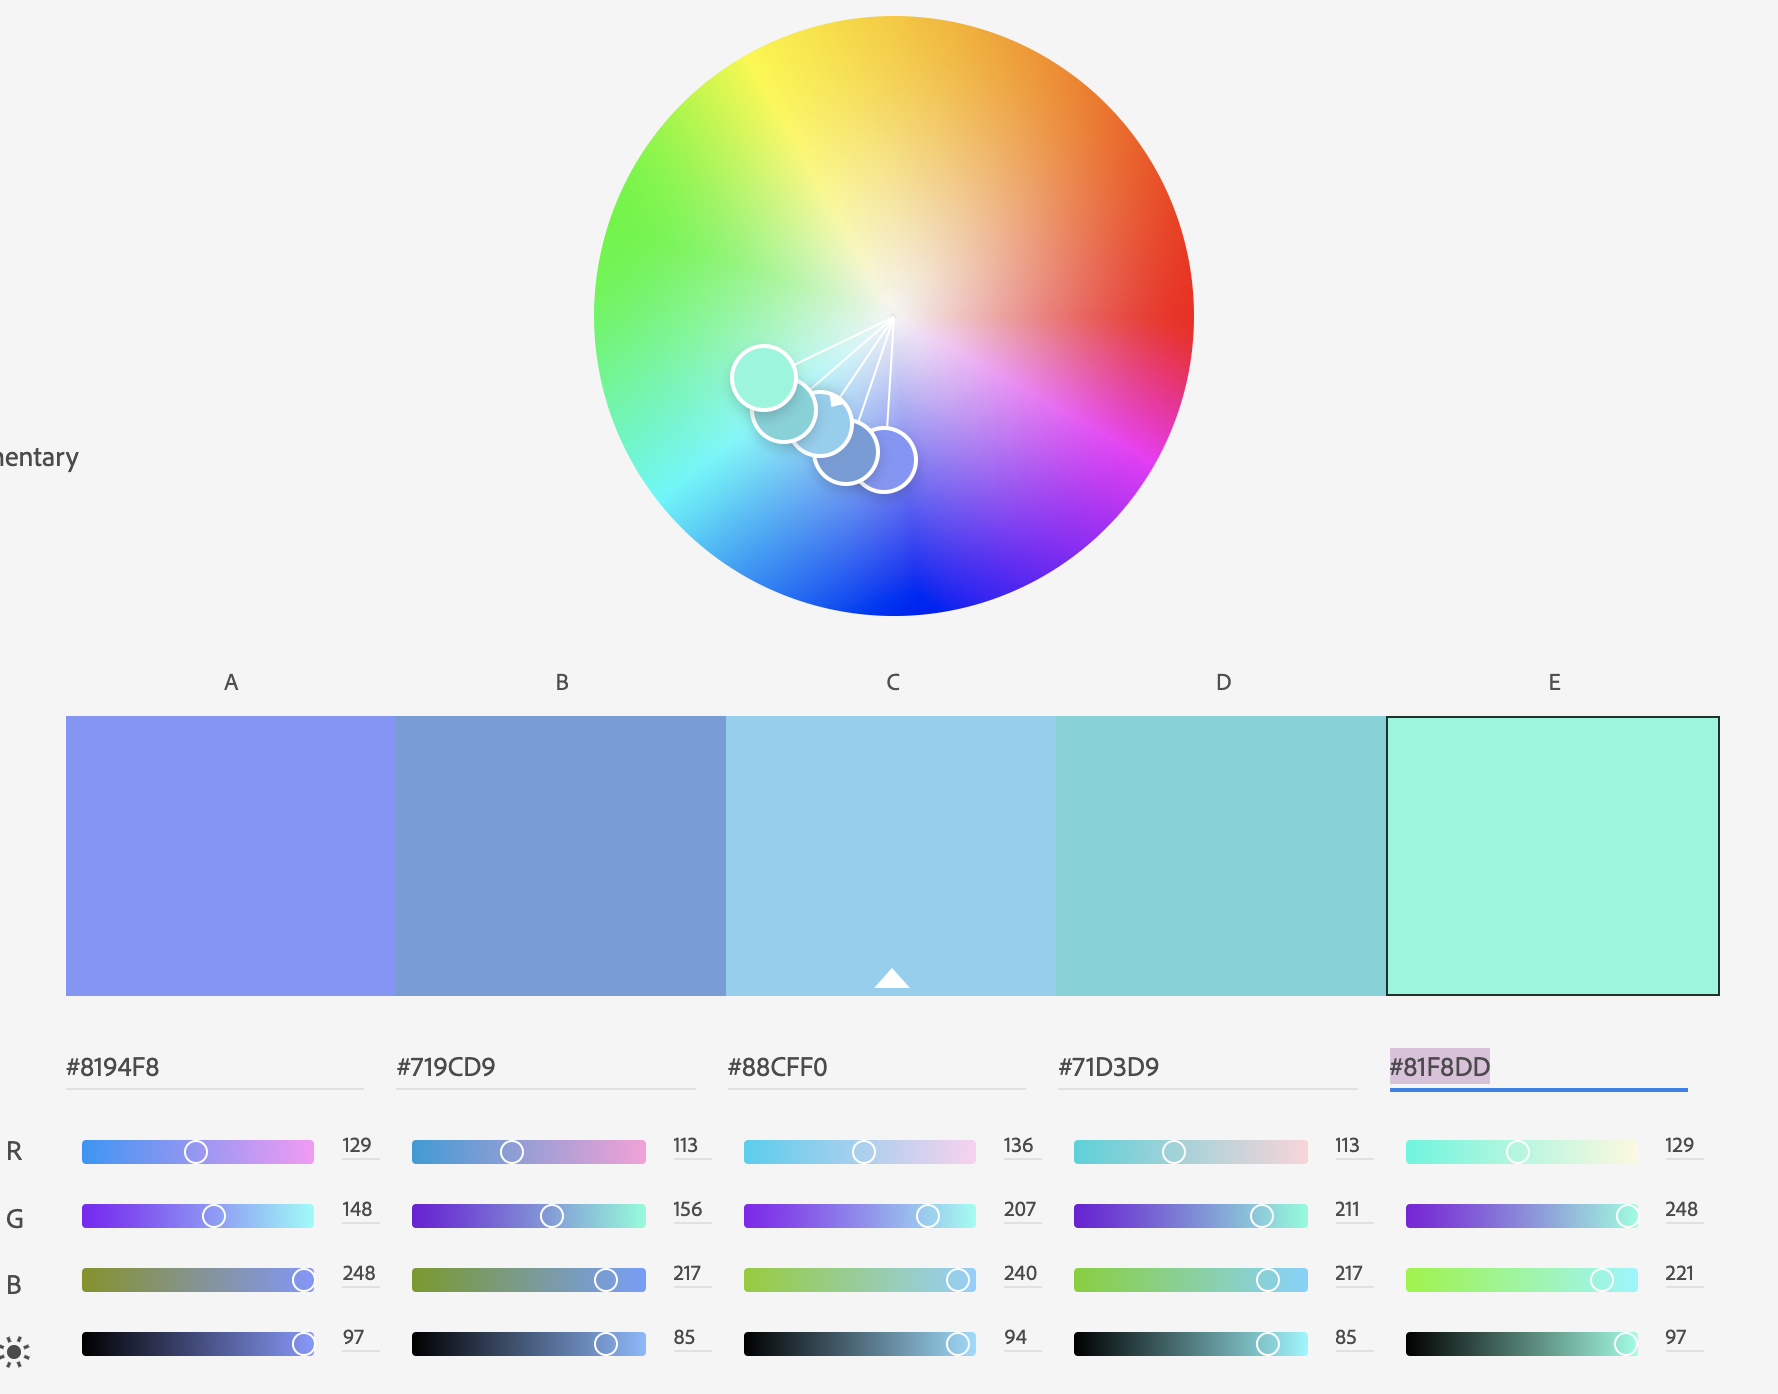 nentary
A B C D E
#8194F8 #719CD9 #88CFF0 #71D3D9 #81F8DD
R 129 113 136 113 129
G 148 156 207 211 248
B 248 217 240 217 221
97 85 94 85 97